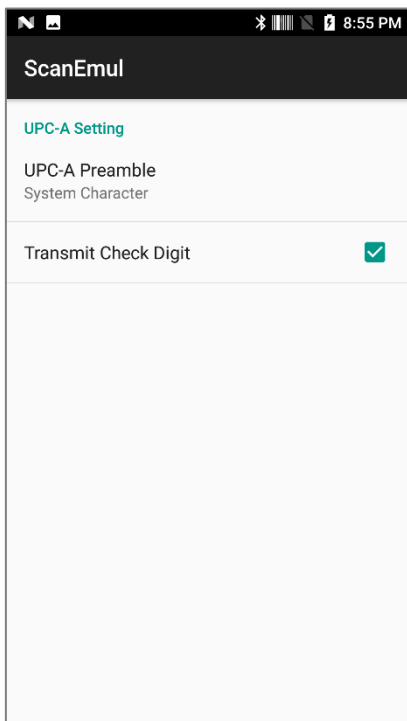 8:55 PM
ScanEmul
UPC-A Setting
UPC-A Preamble
System Character
Transmit Check Digit